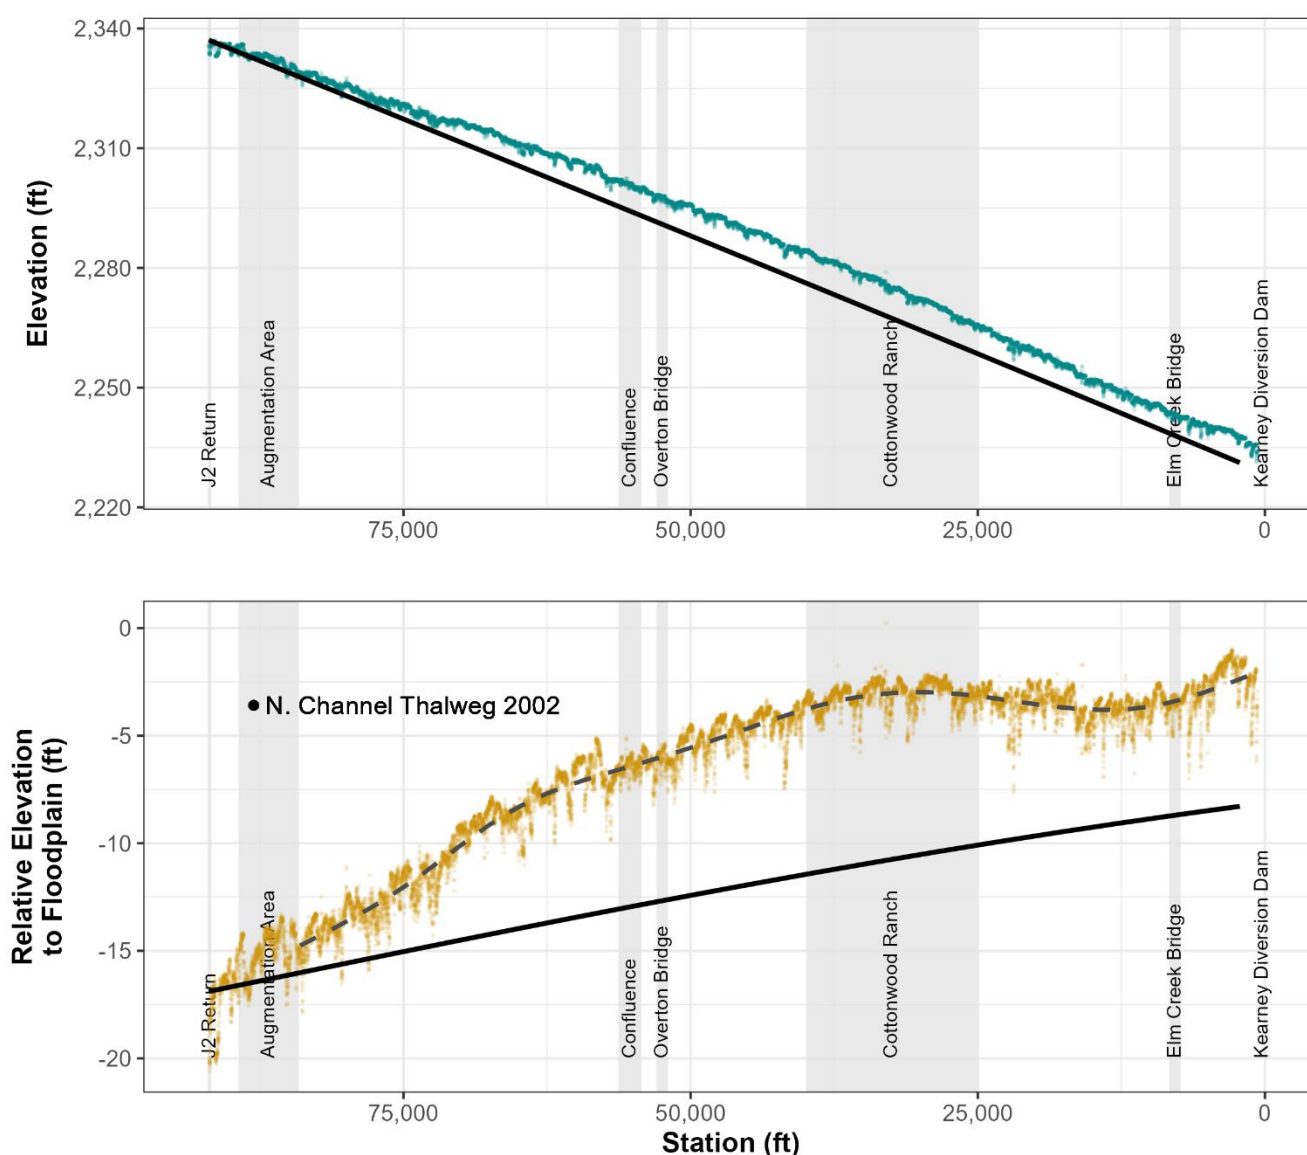 Elevation (ft)
2,340
2,310
2,280
2,250
2,220
J2 Return
Augmentation Area
Confluence
Overton Bridge
Cottonwood Ranch
Elm Creek Bridge
Kearney Diversion Dam
75,000
50,000
25,000
0
Relative Elevation
to Floodplain (ft)
0
-5
-10
-15
-20
N. Channel Thalweg 2002
J2 Return
Augmentation Area
Confluence
Overton Bridge
Cottonwood Ranch
Elm Creek Bridge
Kearney Diversion Dam
75,000
50,000
25,000
0
Station (ft)